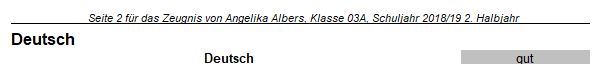 Seite 2 für das Zeugnis von Angelika Albers, Klasse 03A, Schuljahr 2018/19 2. Halbjahr
Deutsch
Deutsch gut